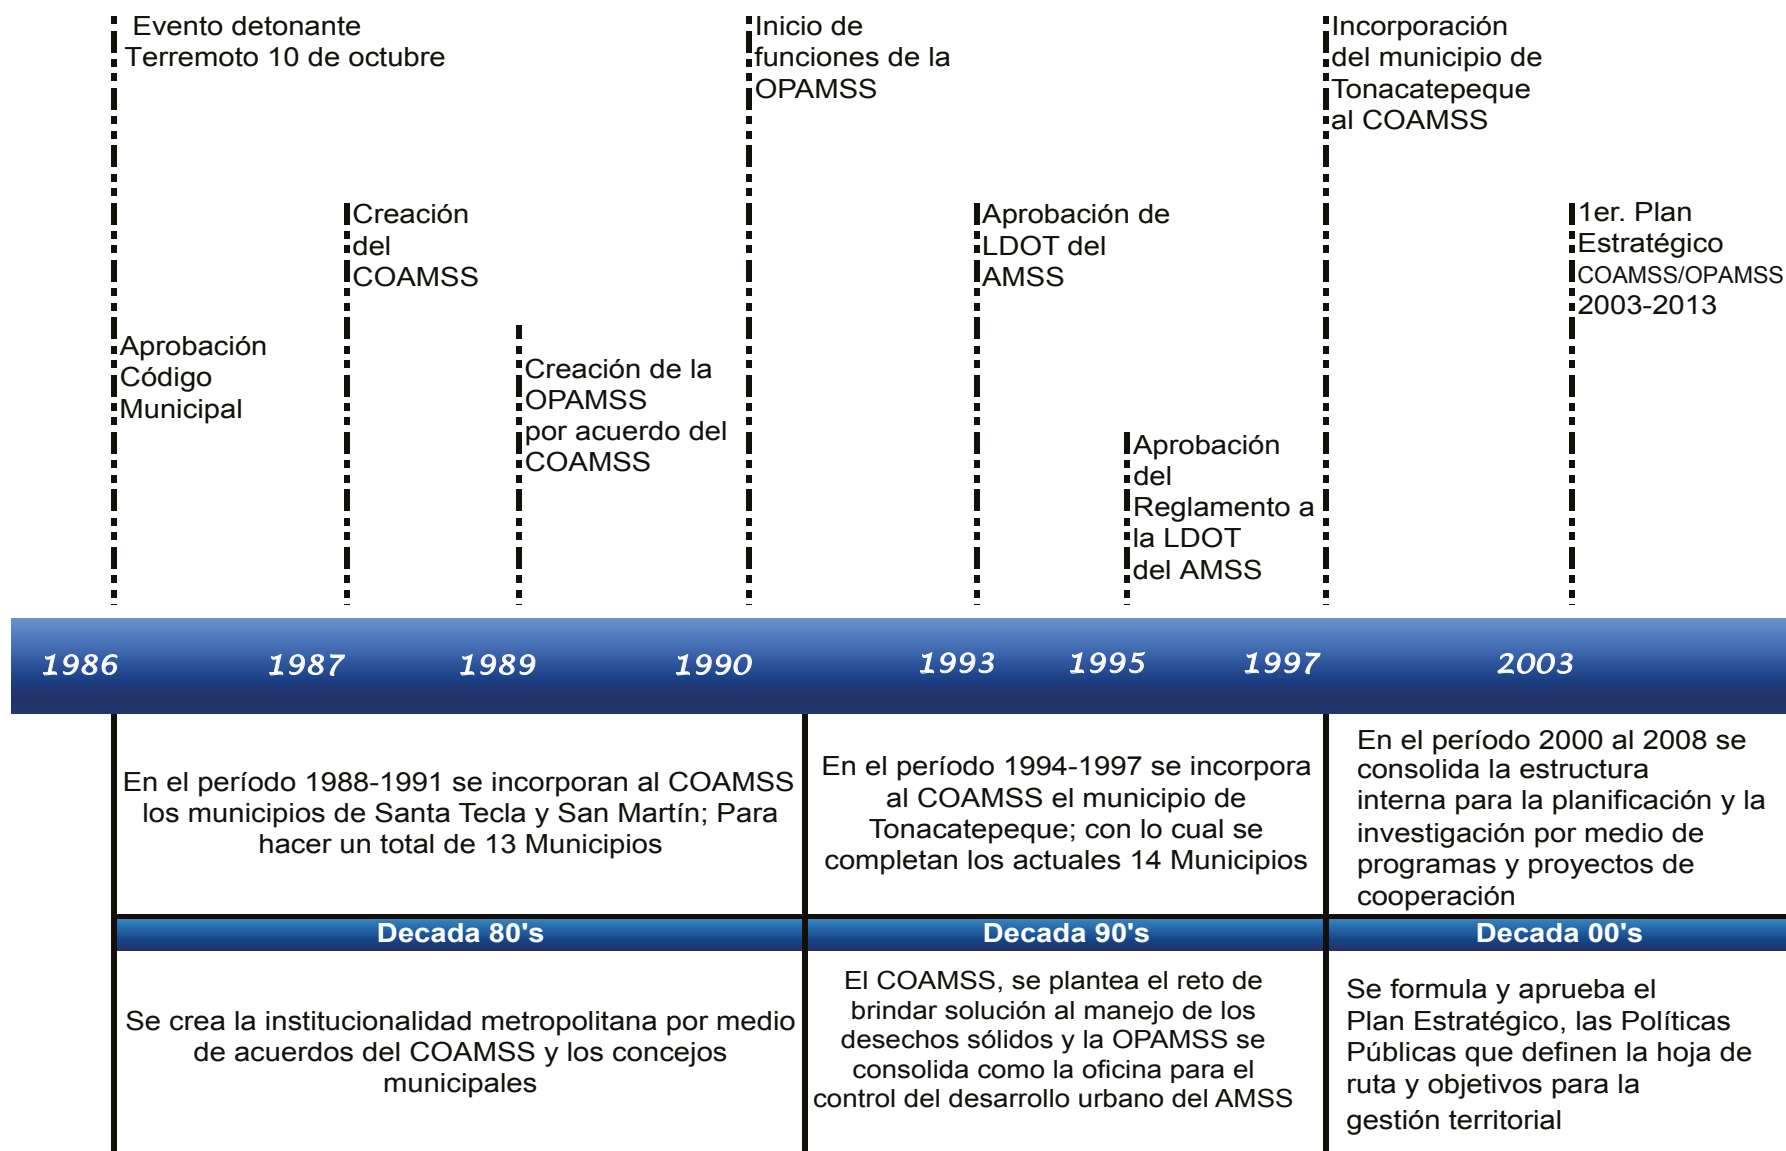 Evento detonante
Terremoto 10 de octubre
Inicio de
funciones de la
OPAMSS
Incorporación
del municipio de
Tonacatepeque
al COAMSS
Creación
del
COAMSS
Aprobación de
LDOT del
AMSS
1er. Plan
Estratégico
COAMSS/OPAMSS
2003-2013
Aprobación
Código
Municipal
Creación de la
OPAMSS
por acuerdo del
COAMSS
Aprobación
del
Reglamento a
la LDOT
del AMSS
1986 1987 1989 1990 1993 1995 1997 2003
En el período 1988-1991 se incorporan al COAMSS
los municipios de Santa Tecla y San Martín; Para
hacer un total de 13 Municipios
En el período 1994-1997 se incorpora
al COAMSS el municipio de
Tonacatepeque; con lo cual se
completan los actuales 14 Municipios
En el período 2000 al 2008 se
consolida la estructura
interna para la planificación y la
investigación por medio de
programas y proyectos de
cooperación
Decada 80's
Decada 90's
Decada 00's
Se crea la institucionalidad metropolitana por medio
de acuerdos del COAMSS y los concejos
municipales
El COAMSS, se plantea el reto de
brindar solución al manejo de los
desechos sólidos y la OPAMSS se
consolida como la oficina para el
control del desarrollo urbano del AMSS
Se formula y aprueba el
Plan Estratégico, las Políticas
Públicas que definen la hoja de
ruta y objetivos para la
gestión territorial